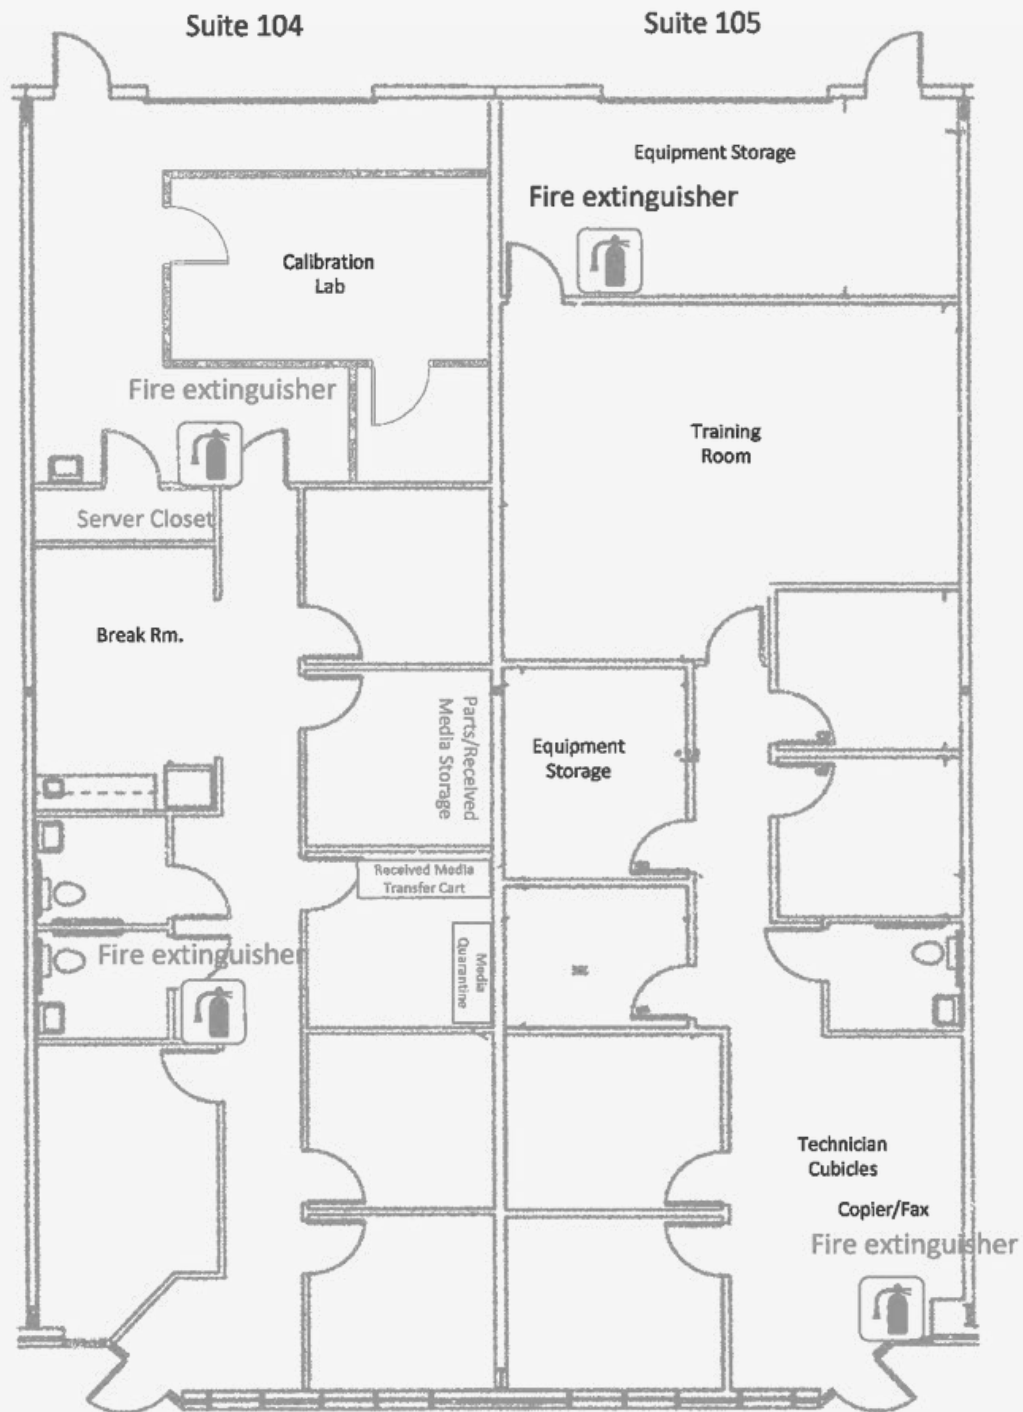 Suite 104
Suite 105
Equipment Storage
Fire extinguisher
Calibration
Lab
Fire extinguisher
Training
Room
Server Closet
Break Rm.
Parts/Received
Media Storage
Equipment
Storage
Received Media
Transfer Cart
Fire extinguisher
Media
Quarantine
Technician
Cubicles
Copier/Fax
Fire extinguisher